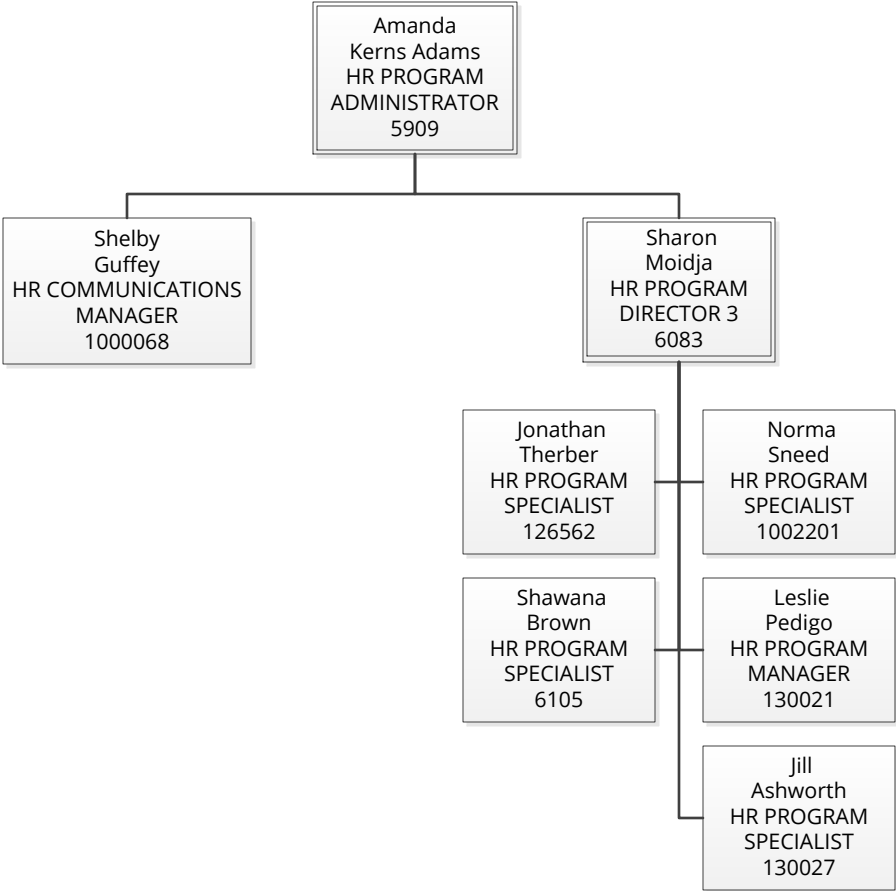 Amanda
Kerns Adams
HR PROGRAM
ADMINISTRATOR
5909
Shelby
Guffey
HR COMMUNICATIONS
MANAGER
1000068
Sharon
Moidja
HR PROGRAM
DIRECTOR 3
6083
Jonathan
Therber
HR PROGRAM
SPECIALIST
126562
Norma
Sneed
HR PROGRAM
SPECIALIST
1002201
Shawana
Brown
HR PROGRAM
SPECIALIST
6105
Leslie
Pedigo
HR PROGRAM
MANAGER
130021
Jill
Ashworth
HR PROGRAM
SPECIALIST
130027